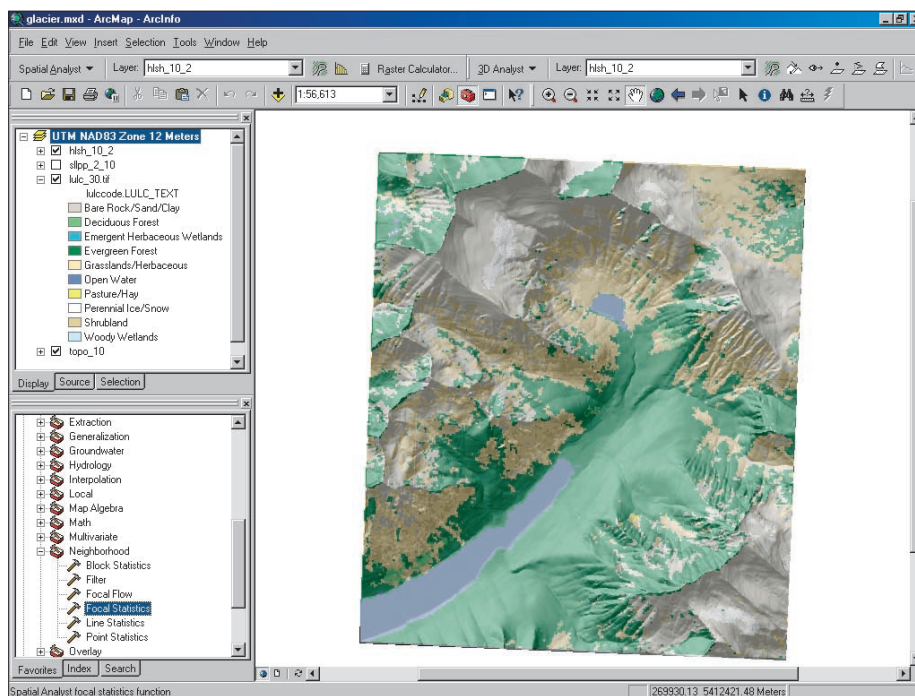 glacier.mxd - ArcMap - ArcInfo
File Edit View Insert Selection Tools Window Help
Spatial Analyst Layer: hlsh_10_2 Raster Calculator... 3D Analyst Layer: hlsh_10_2
1:56,613
UTM NAD83 Zone 12 Meters
hlsh_10_2
sllpp_2_10
lulc_30.tif
lulccode.LULC_TEXT
Bare Rock/Sand/Clay
Deciduous Forest
Emergent Herbaceous Wetlands
Evergreen Forest
Grasslands/Herbaceous
Open Water
Pasture/Hay
Perennial Ice/Snow
Shrubland
Woody Wetlands
topo_10
Display Source Selection
Extraction
Generalization
Groundwater
Hydrology
Interpolation
Local
Map Algebra
Math
Multivariate
Neighborhood
Block Statistics
Filter
Focal Flow
Focal Statistics
Line Statistics
Point Statistics
Overlay
Favorites Index Search
Spatial Analyst focal statistics function 269930.13 5412421.48 Meters